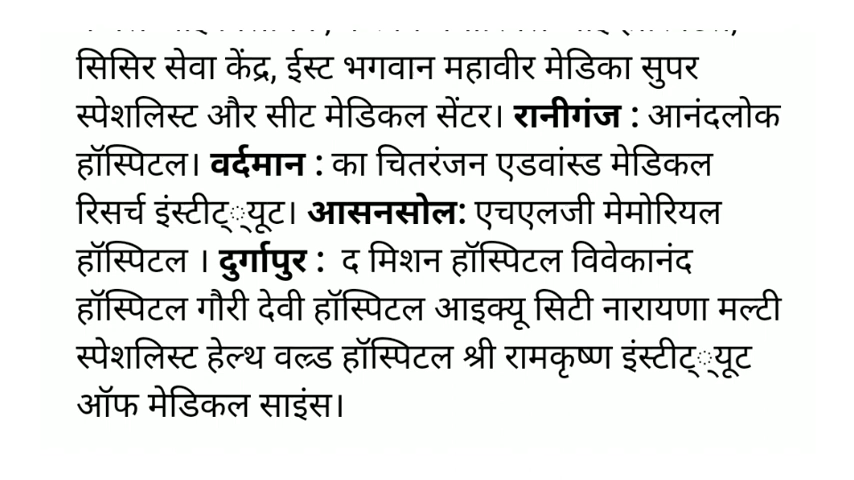 सिसिर सेवा केंद्र, ईस्ट भगवान महावीर मेडिका सुपर
स्पेशलिस्ट और सीट मेडिकल सेंटर। रानीगंज : आनंदलोक
हॉस्पिटल। वर्दमान : का चितरंजन एडवांस्ड मेडिकल
रिसर्च इंस्टीट््यूट। आसनसोल: एचएलजी मेमोरियल
हॉस्पिटल । दुर्गापुर : द मिशन हॉस्पिटल विवेकानंद
हॉस्पिटल गौरी देवी हॉस्पिटल आइक्यू सिटी नारायणा मल्टी
स्पेशलिस्ट हेल्थ वल्र्ड हॉस्पिटल श्री रामकृष्ण इंस्टीट््यूट
ऑफ मेडिकल साइंस।